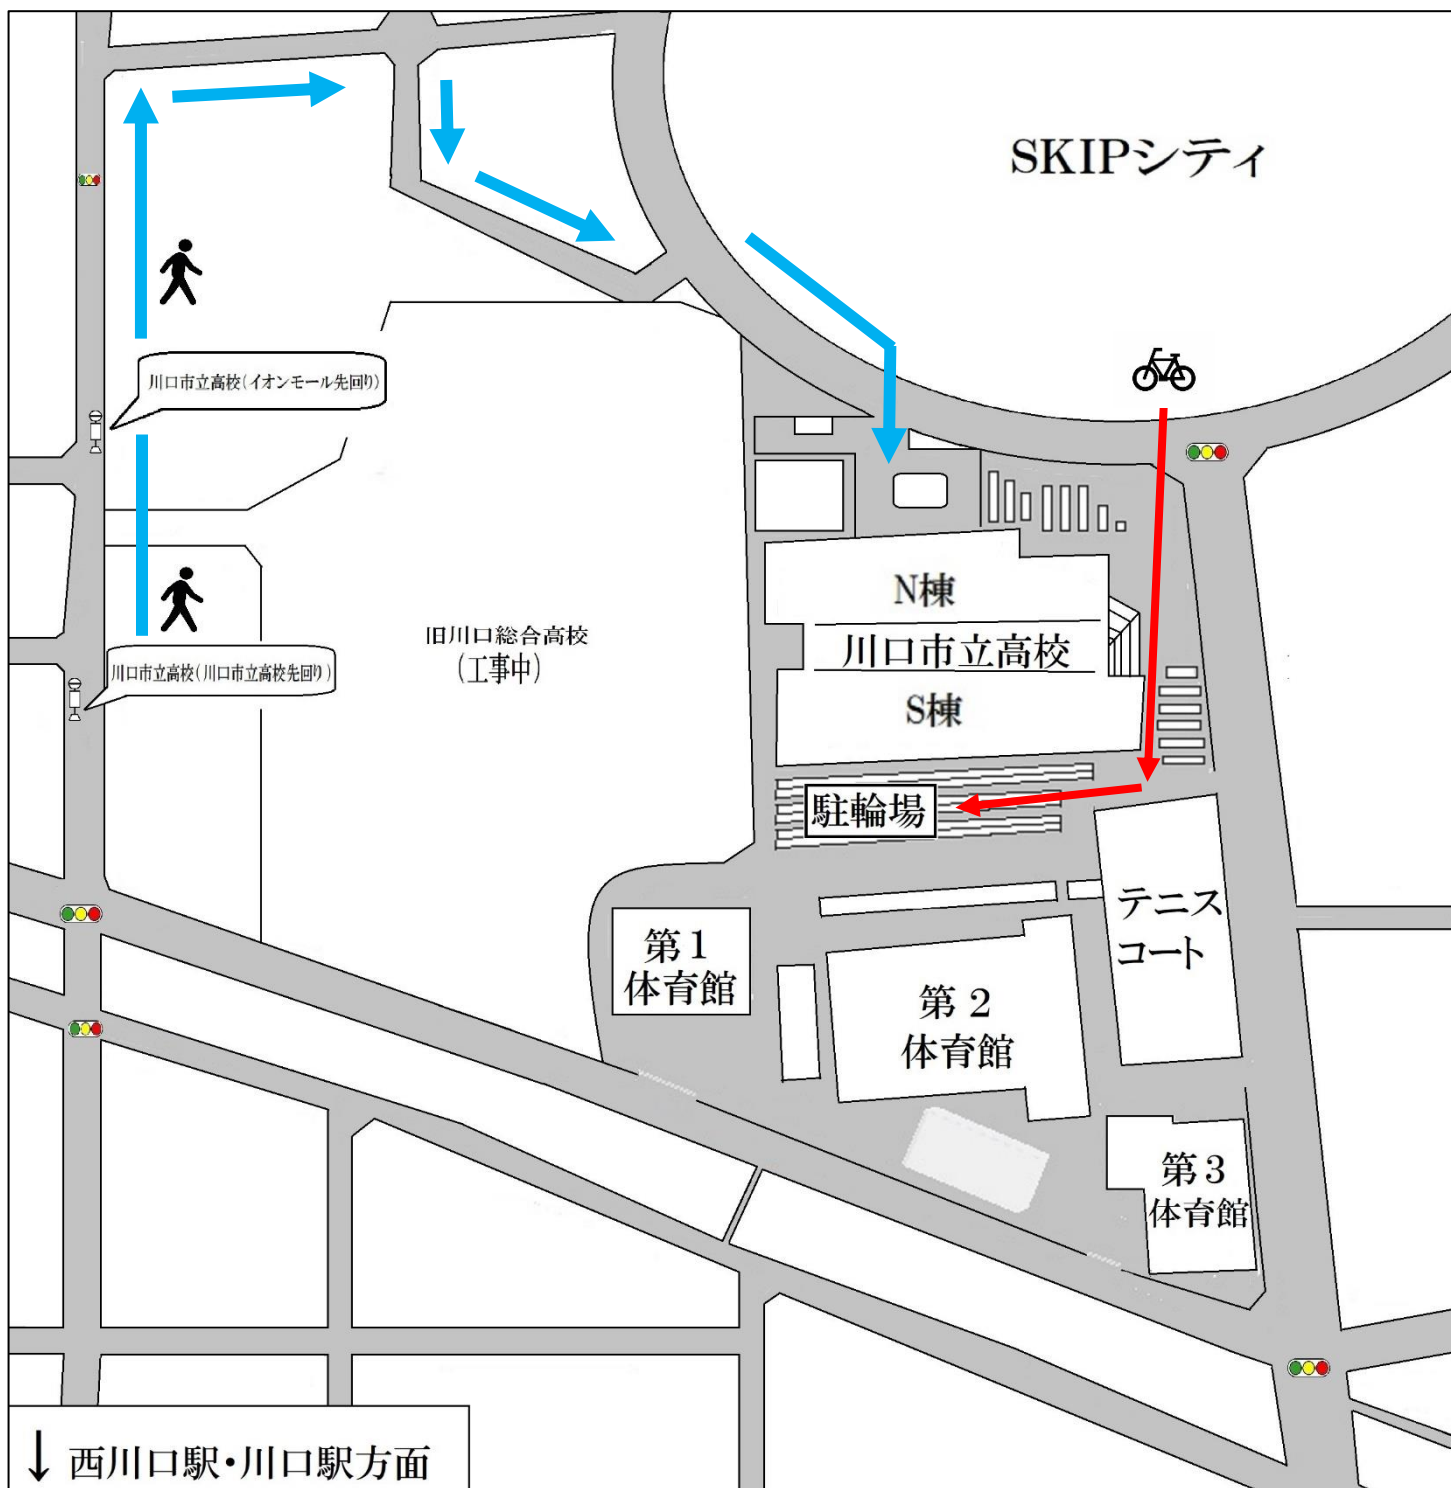 SKIPシティ
川口市立高校(イオンモール先回り)
N棟
旧川口総合高校
(工事中)
川口市立高校
川口市立高校(川口市立高校先回り)
S棟
駐輪場
テニス
コート
第1
体育館
第2
体育館
第3
体育館
↓西川口駅・川口駅方面